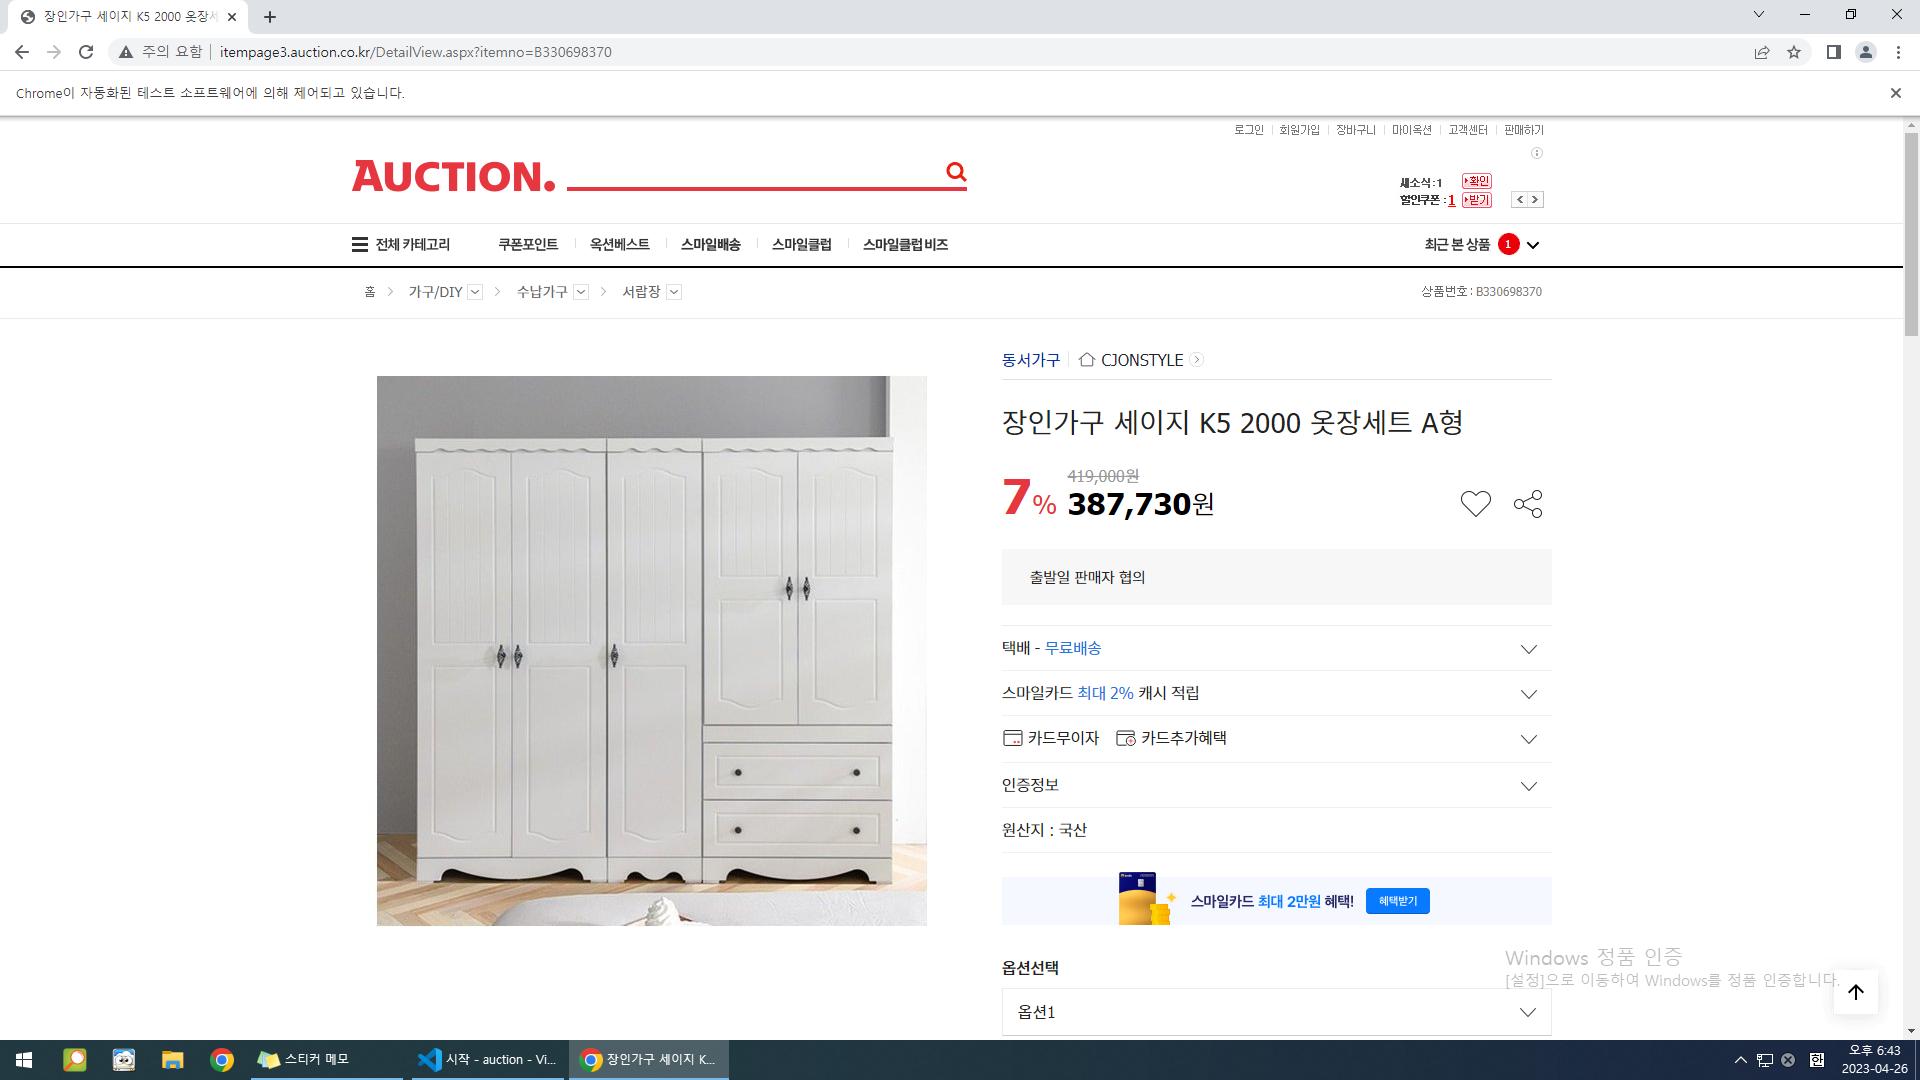 장인가구 세이지 K5 2000 옷장세
주의 요함 itempage3.auction.co.kr/DetailView.aspx?itemno=B330698370
Chrome이 자동화된 테스트 소프트웨어에 의해 제어되고 있습니다.
로그인 회원가입 장바구니 마이옥션 고객센터 판매하기
AUCTION.
새소식:1 확인
할인쿠폰 : 1 받기
전체 카테고리 쿠폰포인트 옥션베스트 스마일배송 스마일클럽 스마일클럽 비즈 최근 본 상품 1
홈 가구/DIY 수납가구 서랍장 상품번호 : B330698370
동서가구 CJONSTYLE
장인가구 세이지 K5 2000 옷장세트 A형
419,000원
7% 387,730원
출발일 판매자 협의
택배 - 무료배송
스마일카드 최대 2% 캐시 적립
카드무이자 카드추가혜택
인증정보
원산지 : 국산
스마일카드 최대 2만원 혜택! 혜택받기
옵션선택
옵션1
Windows 정품 인증
[설정]으로 이동하여 Windows를 정품 인증합니다.
스티커 메모 시작 - auction - Vi... 장인가구 세이지 K... 한 오후 6:43
2023-04-26